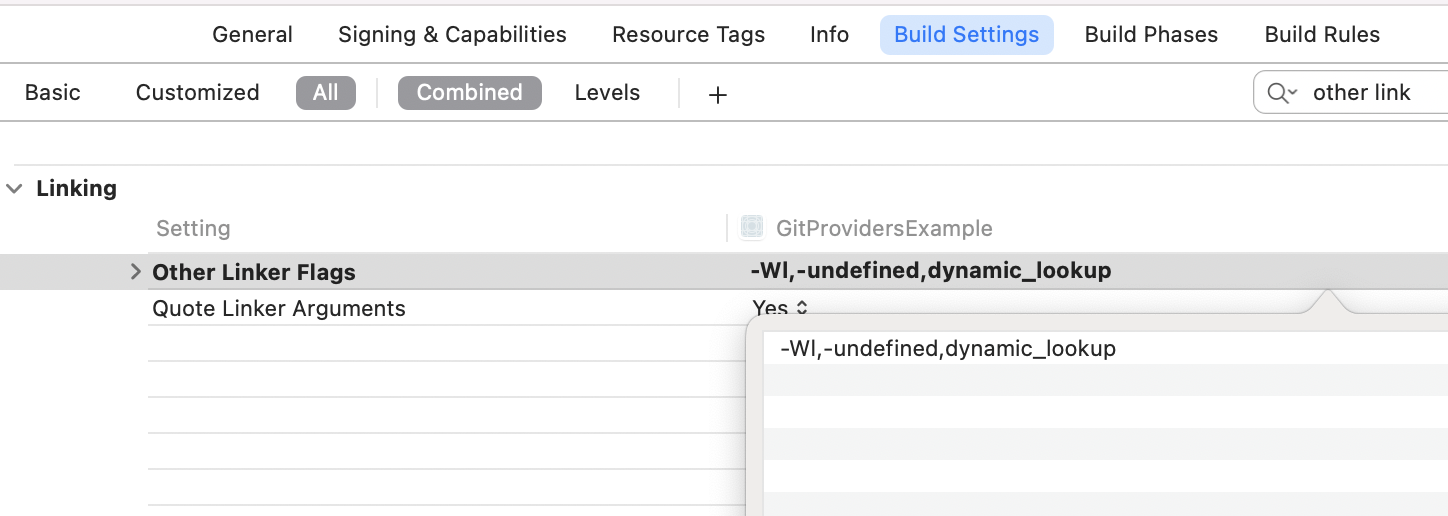 General Signing & Capabilities Resource Tags Info Build Settings Build Phases Build Rules
Basic Customized All Combined Levels + other link
Linking
Setting GitProvidersExample
Other Linker Flags -Wl,-undefined,dynamic_lookup
Quote Linker Arguments Yes
-Wl,-undefined,dynamic_lookup